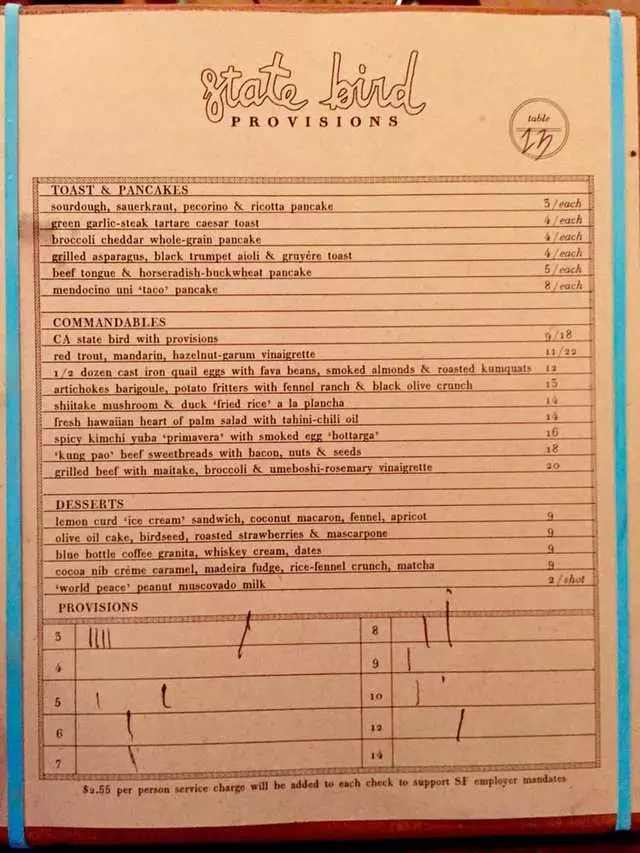 state bird
PROVISIONS
table
23
TOAST & PANCAKES
sourdough, sauerkraut, pecorino & ricotta pancake 3/each
green garlic-steak tartare caesar toast 4/each
broccoli cheddar whole-grain pancake 4/each
grilled asparagus, black trumpet aioli & gruyére toast 4/each
beef tongue & horseradish-buckwheat pancake 5/each
mendocino uni ‘taco’ pancake 8/each
COMMANDABLES
CA state bird with provisions 9/18
red trout, mandarin, hazelnut-garum vinaigrette 11/22
1/2 dozen cast iron quail eggs with fava beans, smoked almonds & roasted kumquats 12
artichokes barigoule, potato fritters with fennel ranch & black olive crunch 13
shiitake mushroom & duck ‘fried rice’ a la plancha 14
fresh hawaiian heart of palm salad with tahini-chili oil 14
spicy kimchi yuba ‘primavera’ with smoked egg ‘bottarga’ 16
‘kung pao’ beef sweetbreads with bacon, nuts & seeds 18
grilled beef with maitake, broccoli & umeboshi-rosemary vinaigrette 20
DESSERTS
lemon curd ‘ice cream’ sandwich, coconut macaron, fennel, apricot 9
olive oil cake, birdseed, roasted strawberries & mascarpone 9
blue bottle coffee granita, whiskey cream, dates 9
cocoa nib créme caramel, madeira fudge, rice-fennel crunch, matcha 9
‘world peace’ peanut muscovado milk 2/shot
PROVISIONS
3 8
4 9
5 10
6 12
7 14
$2.55 per person service charge will be added to each check to support SF employer mandates